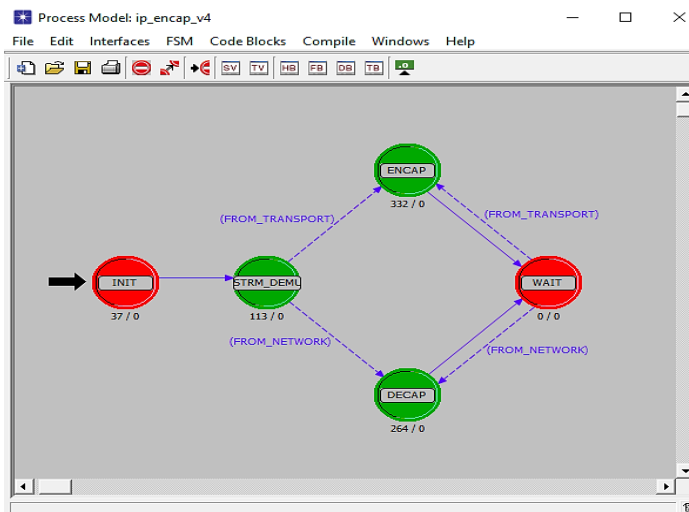 Process Model: ip_encap_v4
File Edit Interfaces FSM Code Blocks Compile Windows Help
SV TV HB FB DB TB
ENCAP
332 / 0
(FROM_TRANSPORT)
(FROM_TRANSPORT)
INIT
37 / 0
STRM_DEMU
113 / 0
WAIT
0 / 0
(FROM_NETWORK)
(FROM_NETWORK)
DECAP
264 / 0